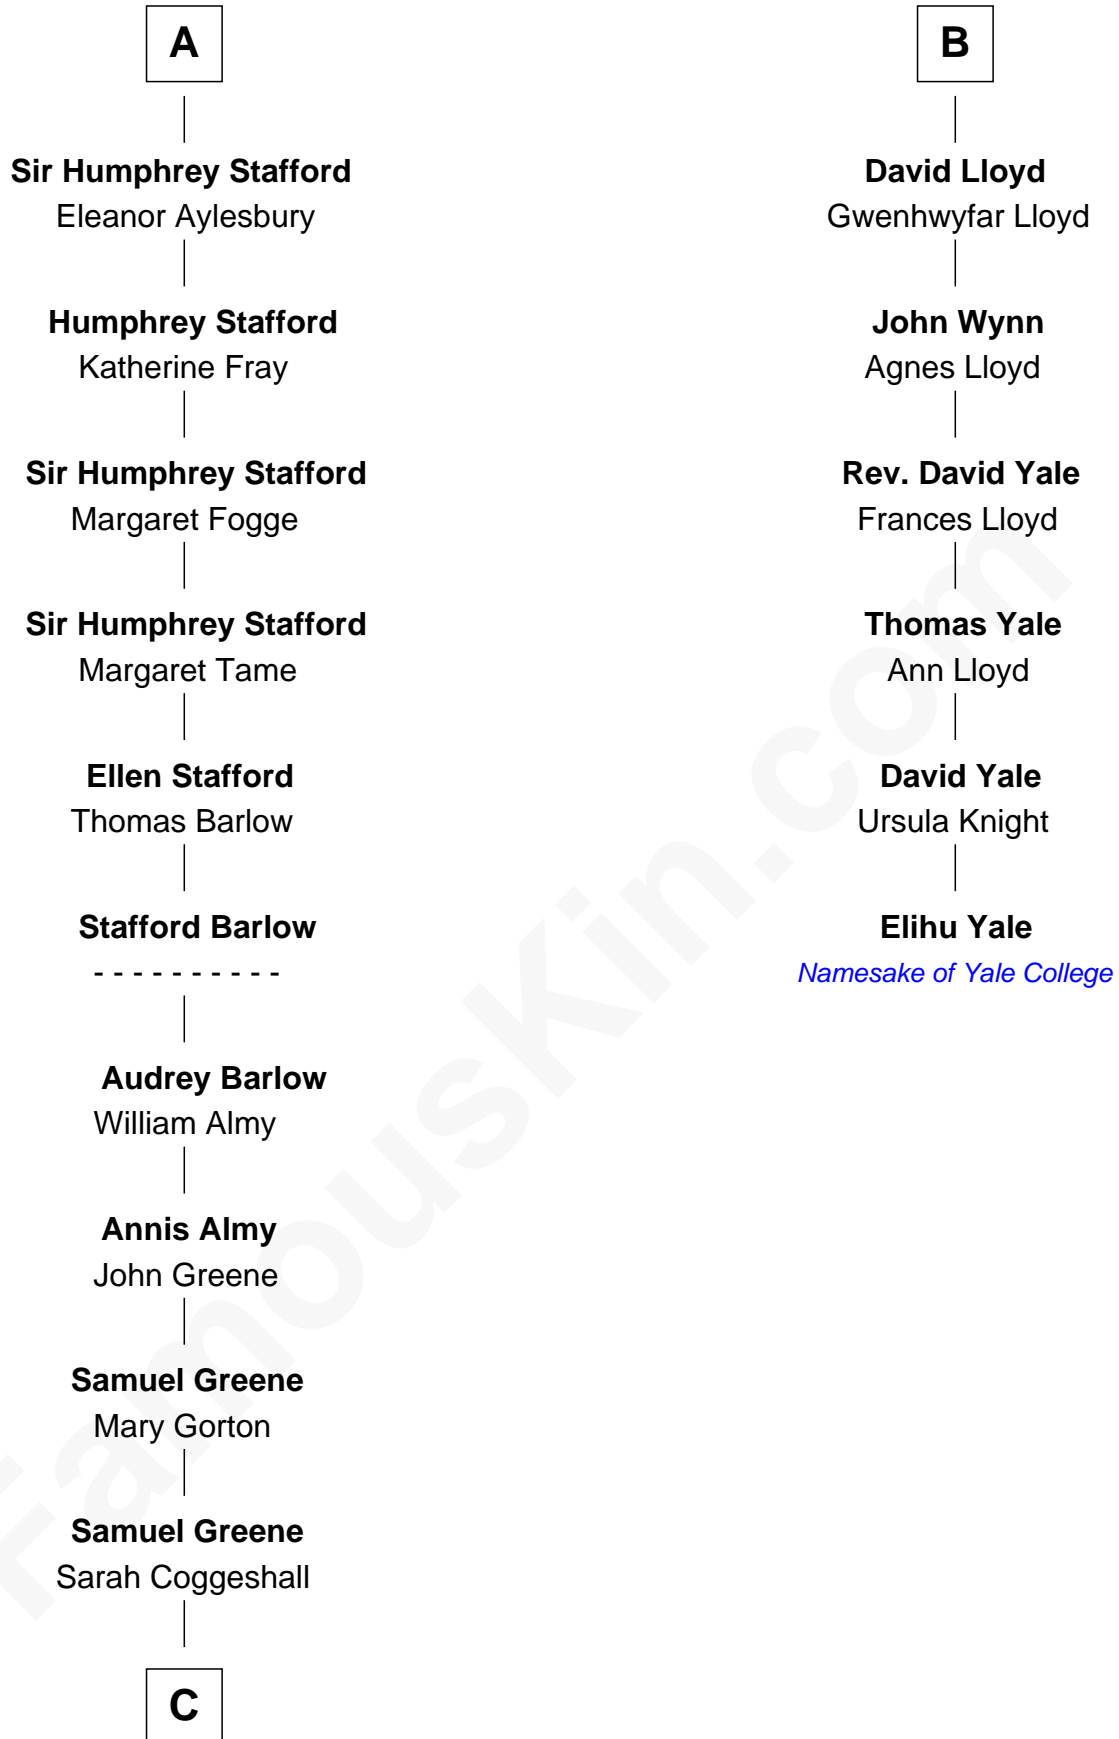 A
Sir Humphrey Stafford
Eleanor Aylesbury
Humphrey Stafford
Katherine Fray
Sir Humphrey Stafford
Margaret Fogge
Sir Humphrey Stafford
Margaret Tame
Ellen Stafford
Thomas Barlow
Stafford Barlow
- - - - - - - - - -
Audrey Barlow
William Almy
Annis Almy
John Greene
Samuel Greene
Mary Gorton
Samuel Greene
Sarah Coggeshall
C
B
David Lloyd
Gwenhwyfar Lloyd
John Wynn
Agnes Lloyd
Rev. David Yale
Frances Lloyd
Thomas Yale
Ann Lloyd
David Yale
Ursula Knight
Elihu Yale
Namesake of Yale College
FamousKin.com